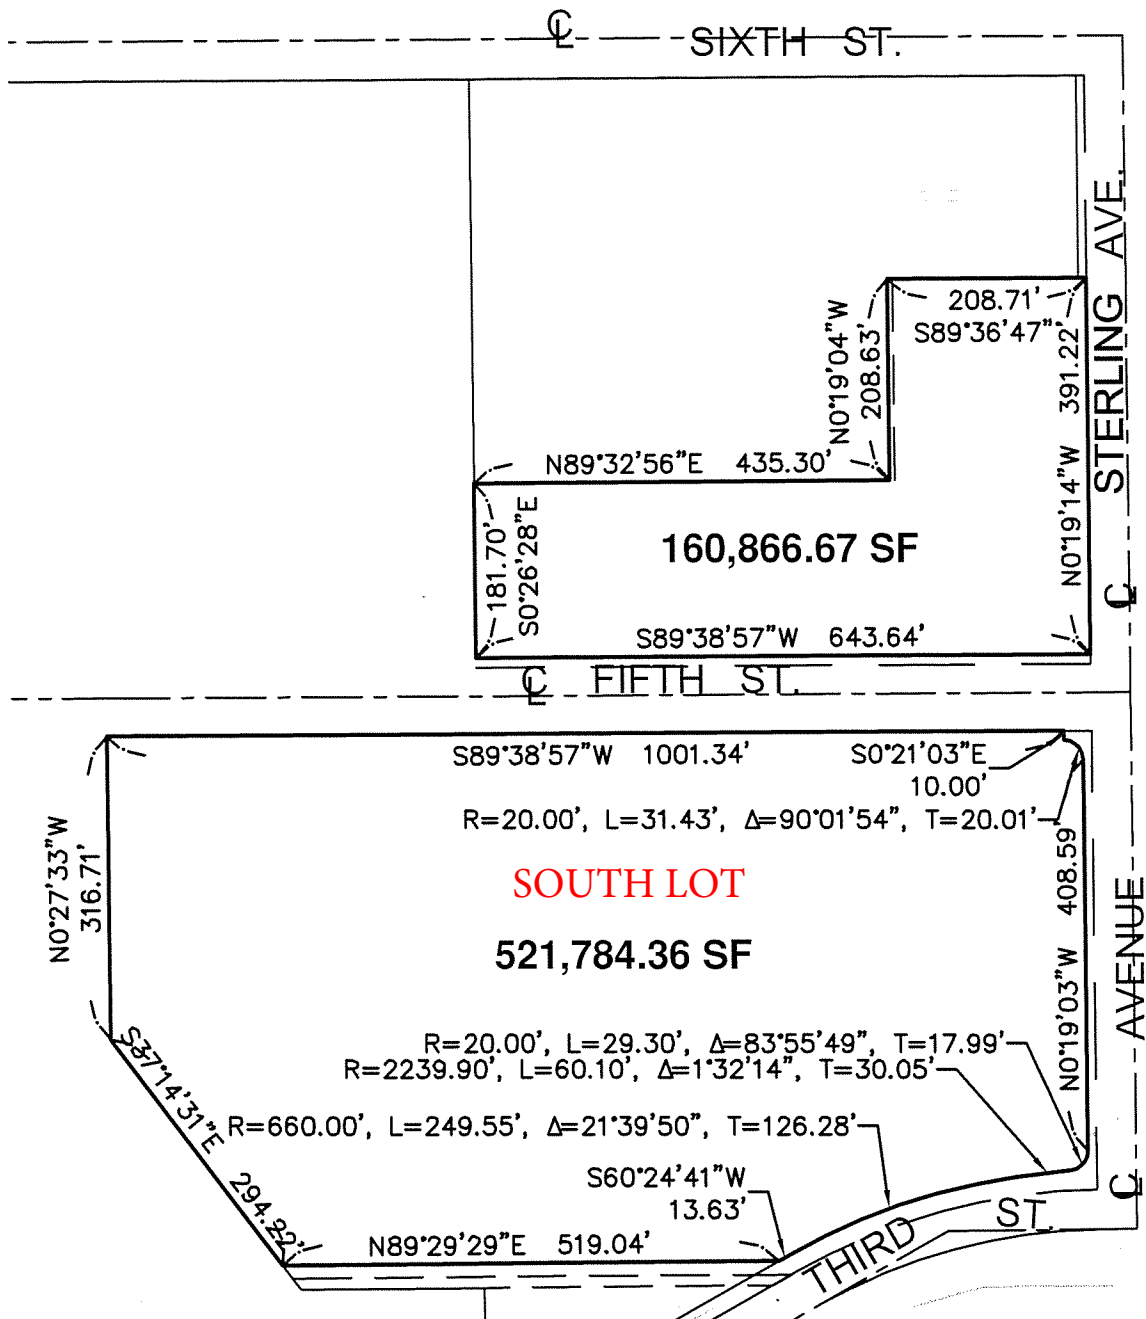 ℄ SIXTH ST.
STERLING AVE.
208.71'
S89°36'47"
N0°19'04"W
208.63'
N0°19'14"W 391.22
N89°32'56"E 435.30'
181.70'
S0°26'28"E
160,866.67 SF
S89°38'57"W 643.64'
℄
℄ FIFTH ST.
S89°38'57"W 1001.34'
S0°21'03"E
10.00'
R=20.00', L=31.43', Δ=90°01'54", T=20.01'
N0°27'33"W
316.71'
SOUTH LOT
521,784.36 SF
N0°19'03"W 408.59
AVENUE
R=20.00', L=29.30', Δ=83°55'49", T=17.99'
R=2239.90', L=60.10', Δ=1°32'14", T=30.05'
S37°14'31"E 294.22'
R=660.00', L=249.55', Δ=21°39'50", T=126.28'
S60°24'41"W
13.63'
℄
N89°29'29"E 519.04'
THIRD ST.